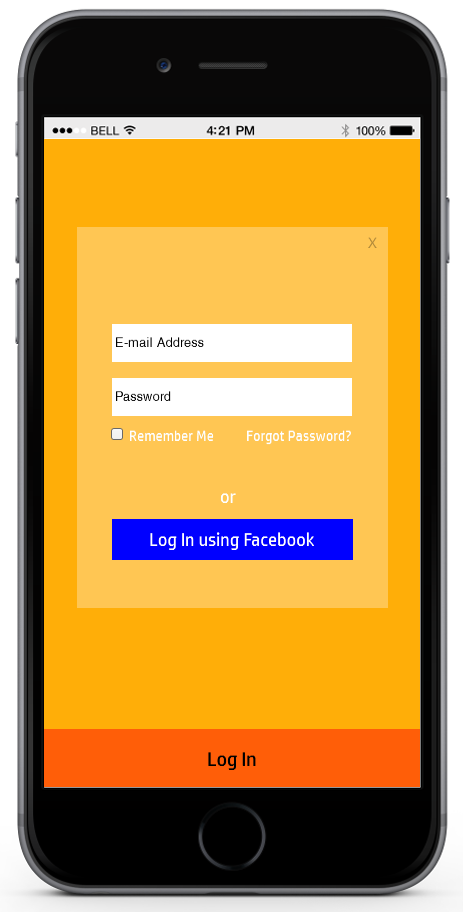 BELL 4:21 PM 100%
X
E-mail Address
Password
Remember Me Forgot Password?
or
Log In using Facebook
Log In